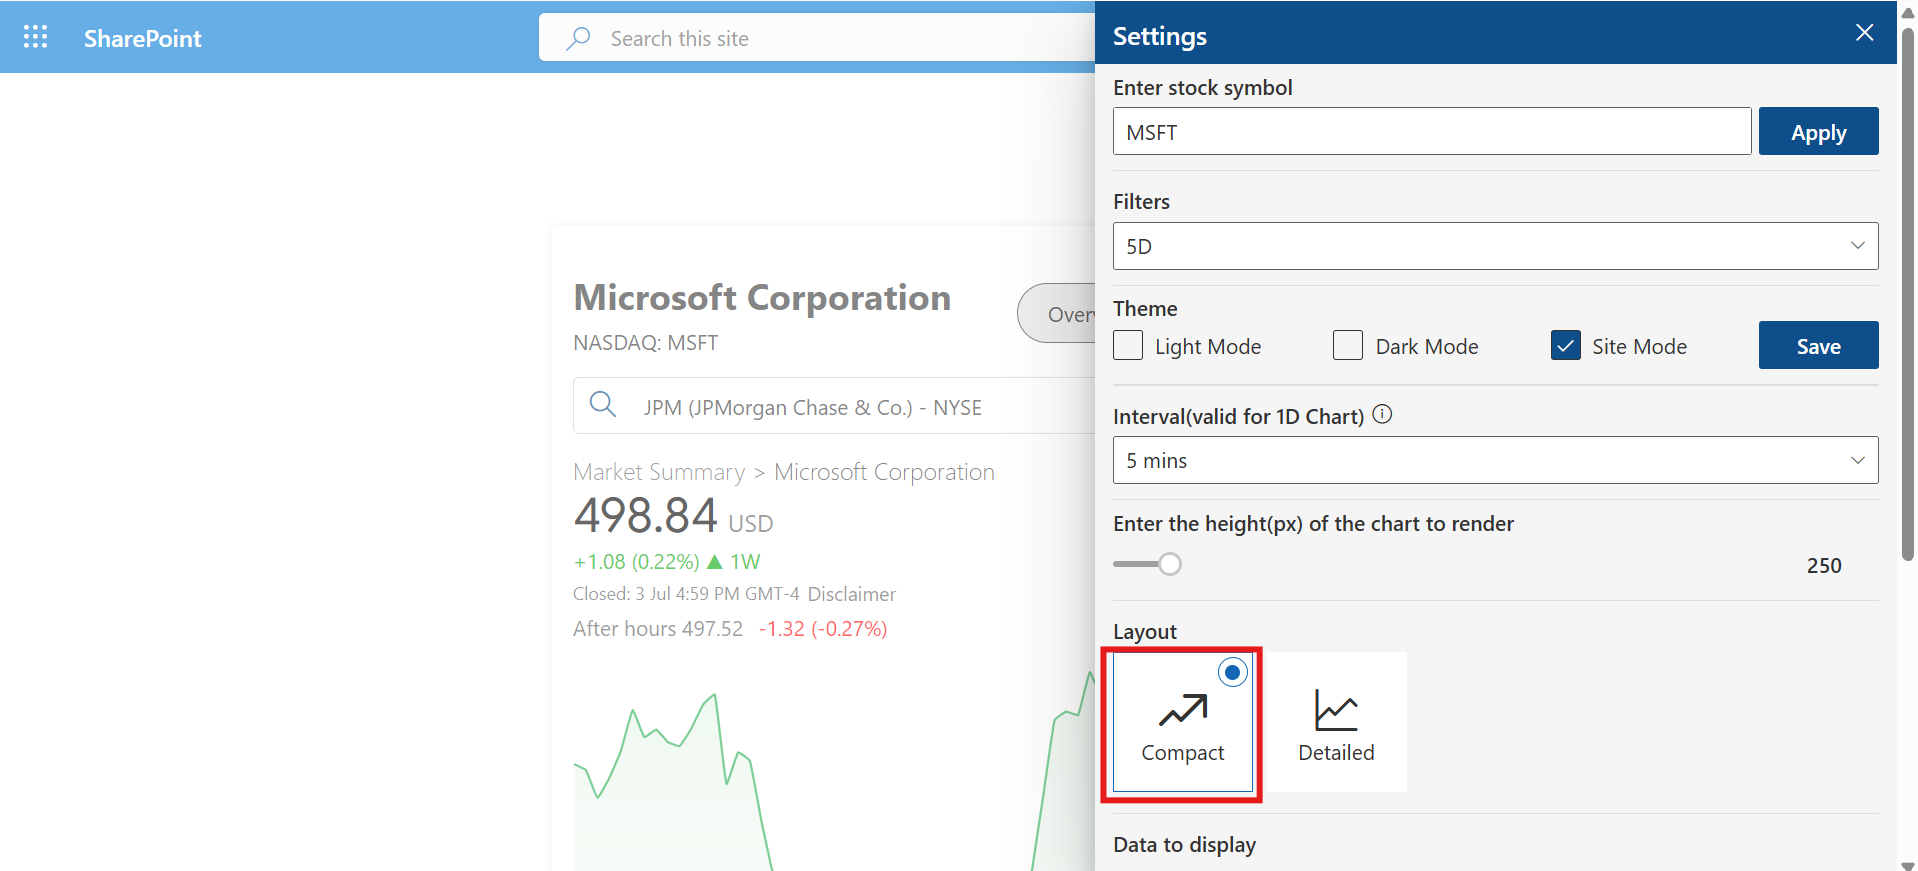 SharePoint
Search this site
Microsoft Corporation
NASDAQ: MSFT
Over
JPM (JPMorgan Chase & Co.) - NYSE
Market Summary > Microsoft Corporation
498.84 USD
+1.08 (0.22%) ▲ 1W
Closed: 3 Jul 4:59 PM GMT-4 Disclaimer
After hours 497.52 -1.32 (-0.27%)
Settings
Enter stock symbol
MSFT
Apply
Filters
5D
Theme
Light Mode
Dark Mode
Site Mode
Save
Interval(valid for 1D Chart)
5 mins
Enter the height(px) of the chart to render
250
Layout
Compact
Detailed
Data to display